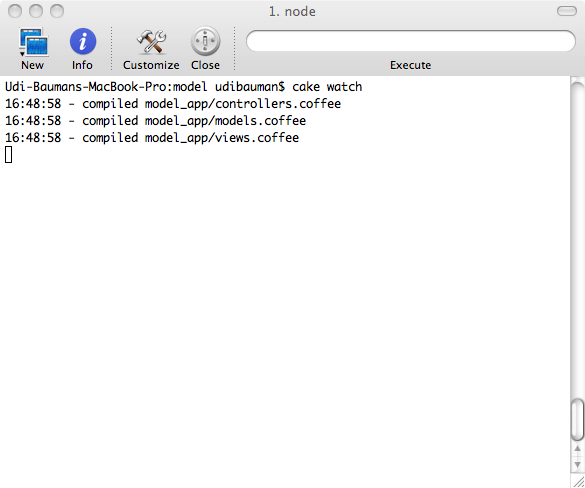 1. node
New
Info
Customize
Close
Execute
Udi-Baumans-MacBook-Pro:model udibauman$ cake watch
16:48:58 - compiled model_app/controllers.coffee
16:48:58 - compiled model_app/models.coffee
16:48:58 - compiled model_app/views.coffee